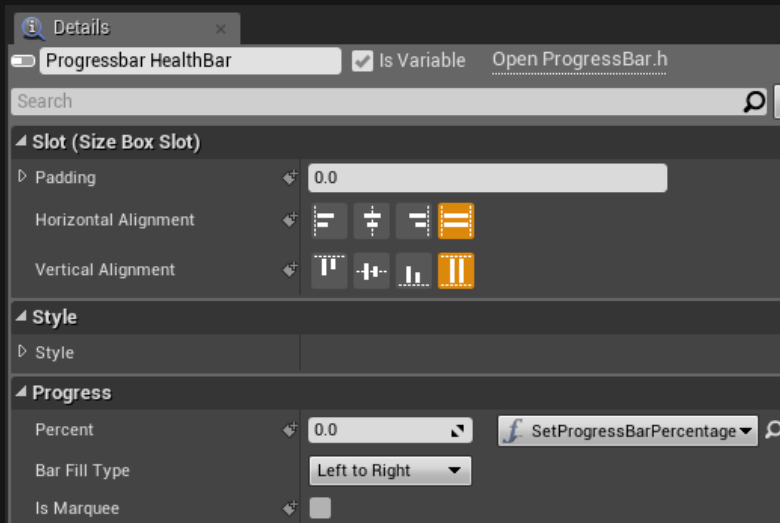 Details
Progressbar HealthBar Is Variable Open ProgressBar.h
Search
Slot (Size Box Slot)
Padding 0.0
Horizontal Alignment
Vertical Alignment
Style
Style
Progress
Percent 0.0 SetProgressBarPercentage
Bar Fill Type Left to Right
Is Marquee